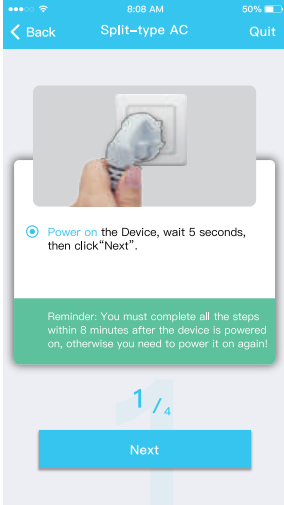 8:08 AM
50%
Back
Split-type AC
Quit
Power on the Device, wait 5 seconds,
then click“Next”.
Reminder: You must complete all the steps
within 8 minutes after the device is powered
on, otherwise you need to power it on again!
1/4
Next